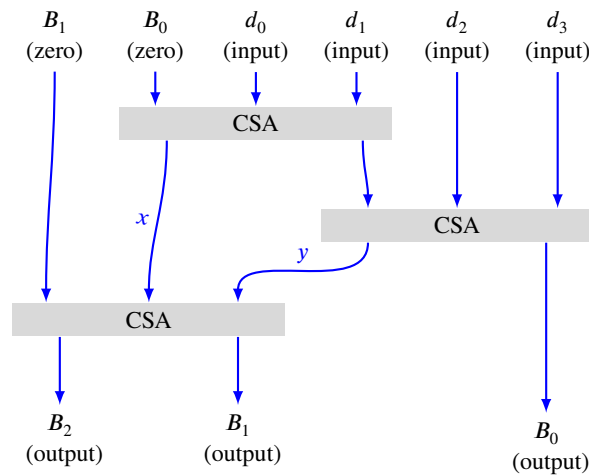 B₁ B₀ d₀ d₁ d₂ d₃
(zero) (zero) (input) (input) (input) (input)
CSA
x
CSA
y
CSA
B₂ B₁ B₀
(output) (output) (output)